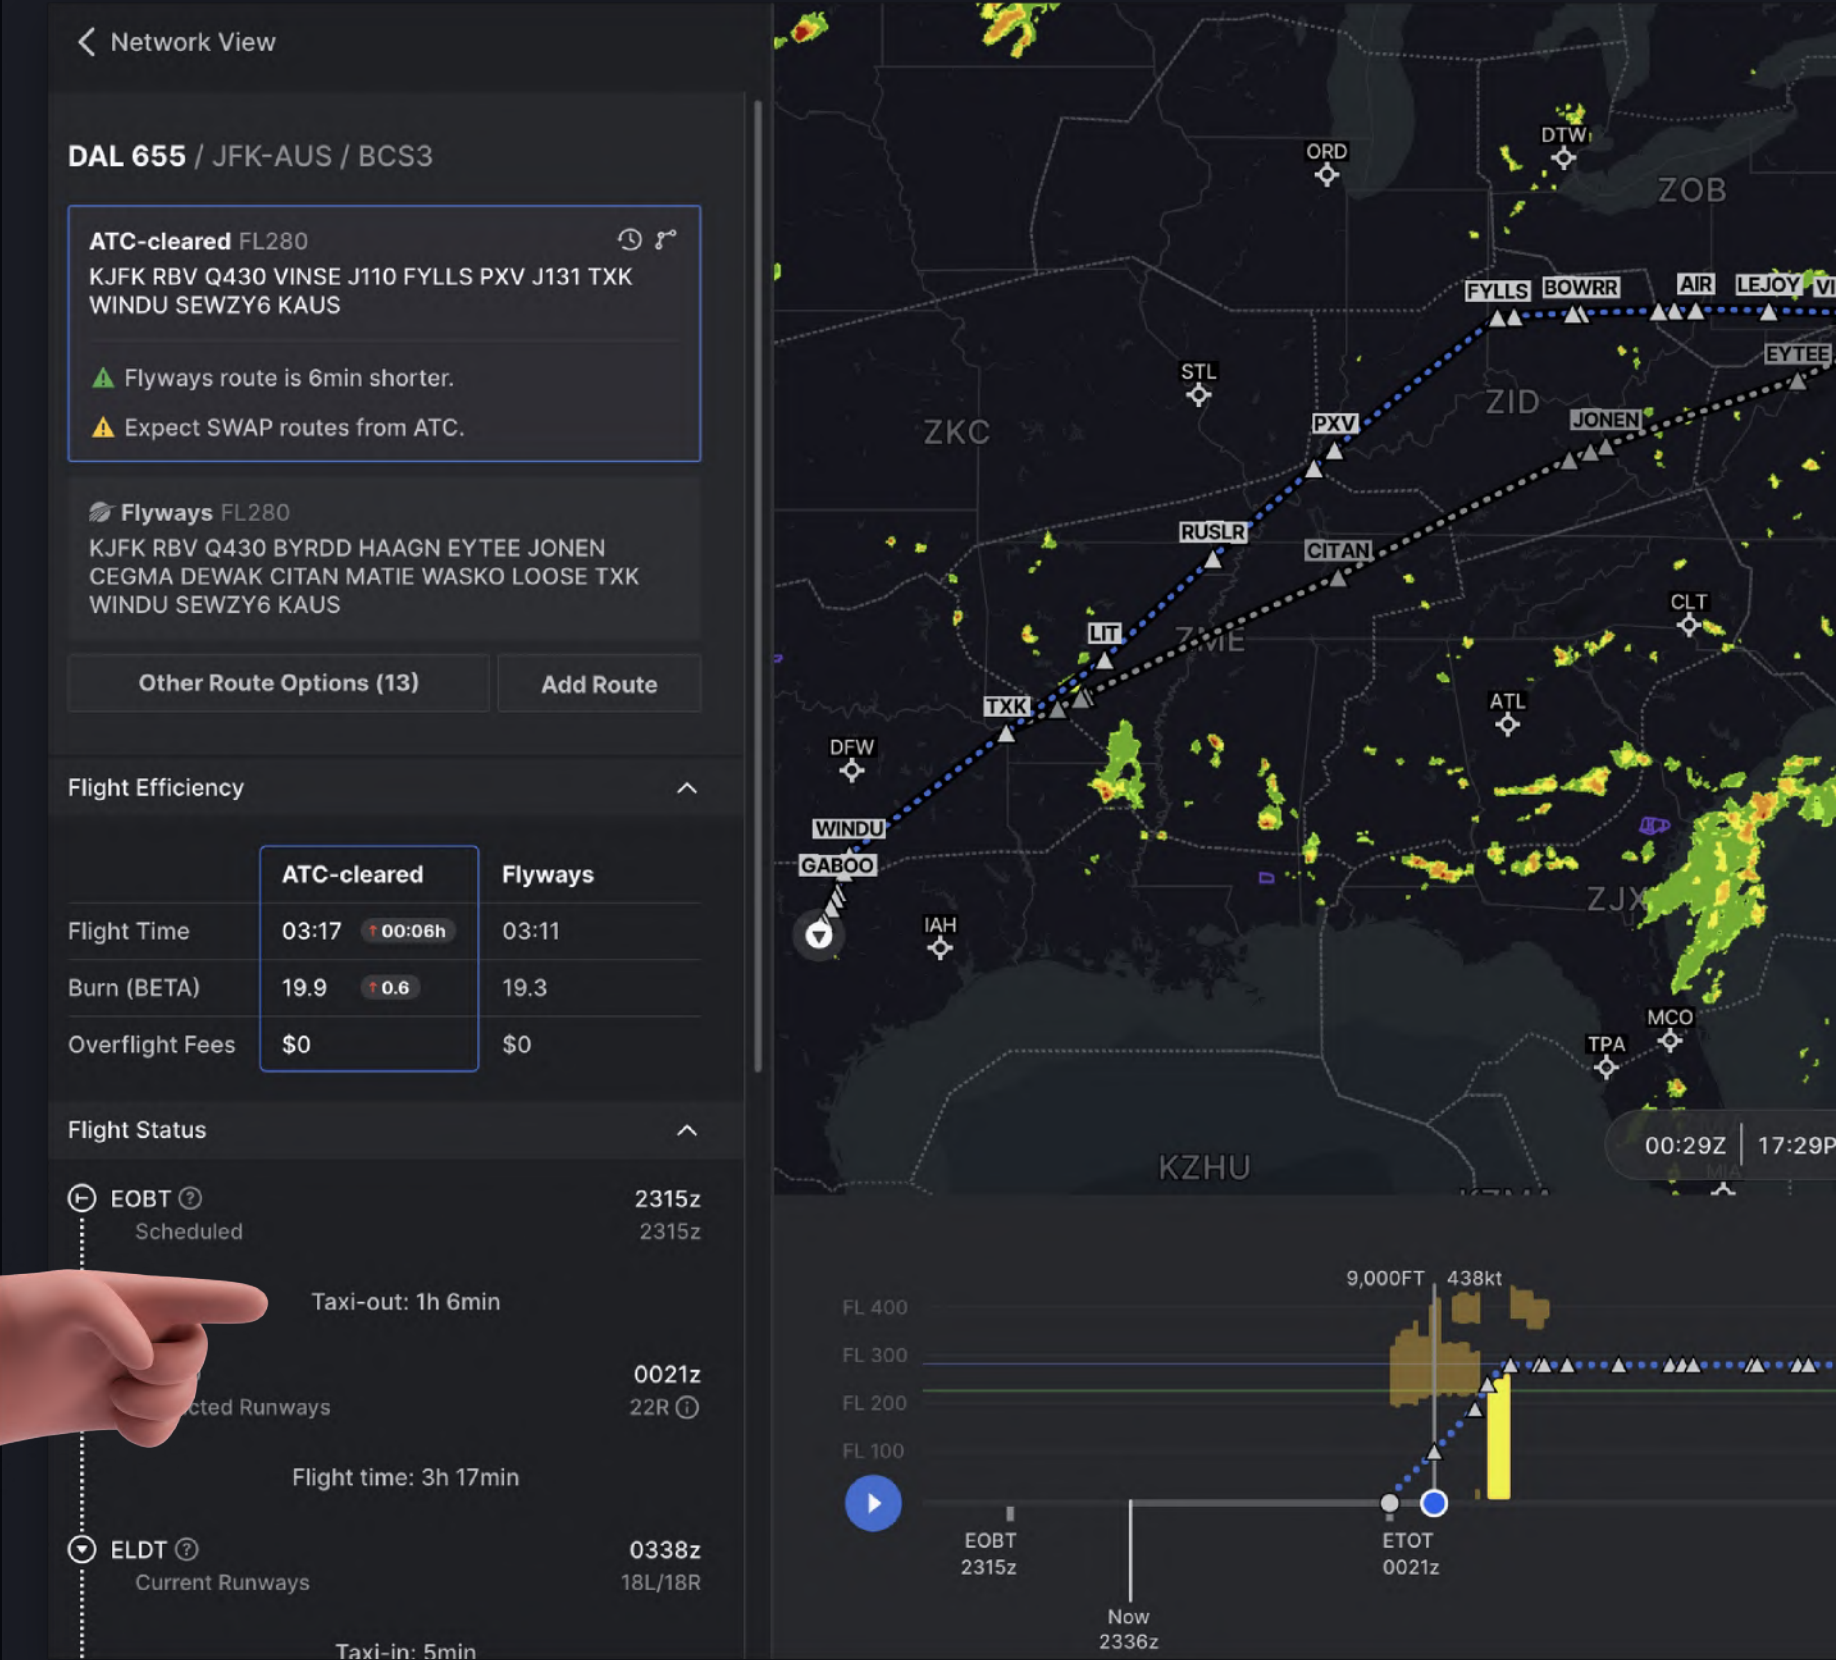 Network View
DAL 655 / JFK-AUS / BCS3
ATC-cleared FL280
KJFK RBV Q430 VINSE J110 FYLLS PXV J131 TXK
WINDU SEWZY6 KAUS
Flyways route is 6min shorter.
Expect SWAP routes from ATC.
Flyways FL280
KJFK RBV Q430 BYRDD HAAGN EYTEE JONEN
CEGMA DEWAK CITAN MATIE WASKO LOOSE TXK
WINDU SEWZY6 KAUS
Other Route Options (13)
Add Route
Flight Efficiency
ATC-cleared Flyways
Flight Time 03:17 ↑00:06h 03:11
Burn (BETA) 19.9 ↑0.6 19.3
Overflight Fees $0 $0
Flight Status
EOBT ? 2315z
Scheduled 2315z
Taxi-out: 1h 6min
0021z
cted Runways 22R
Flight time: 3h 17min
ELDT ? 0338z
Current Runways 18L/18R
Taxi-in: 5min
DTW
ORD
ZOB
FYLLS
BOWRR
AIR
LEJOY
VI
EYTEE
STL
ZID
JONEN
ZKC
PXV
RUSLR
CITAN
CLT
LIT
ZME
ATL
TXK
DFW
WINDU
GABOO
ZJX
IAH
MCO
TPA
00:29Z | 17:29P
MIA
KZHU
KZMA
9,000FT 438kt
FL 400
FL 300
FL 200
FL 100
EOBT
2315z
ETOT
0021z
Now
2336z